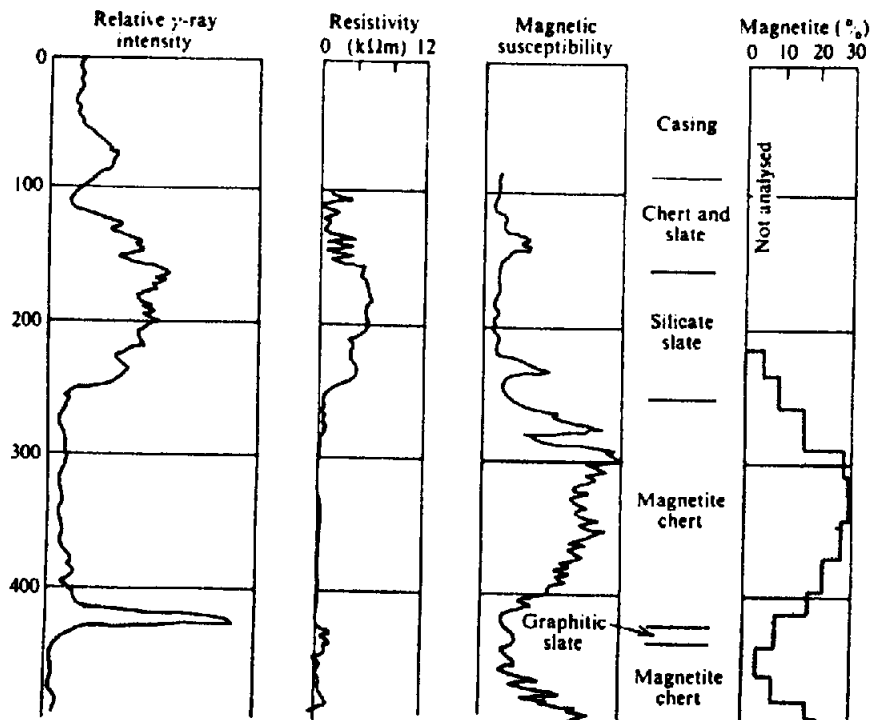 Relative γ-ray
intensity
Resistivity
0 (kΩm) 12
Magnetic
susceptibility
Magnetite (%)
0 10 20 30
0
100
200
300
400
Casing
Chert and
slate
Silicate
slate
Magnetite
chert
Graphitic
slate
Magnetite
chert
Not analysed